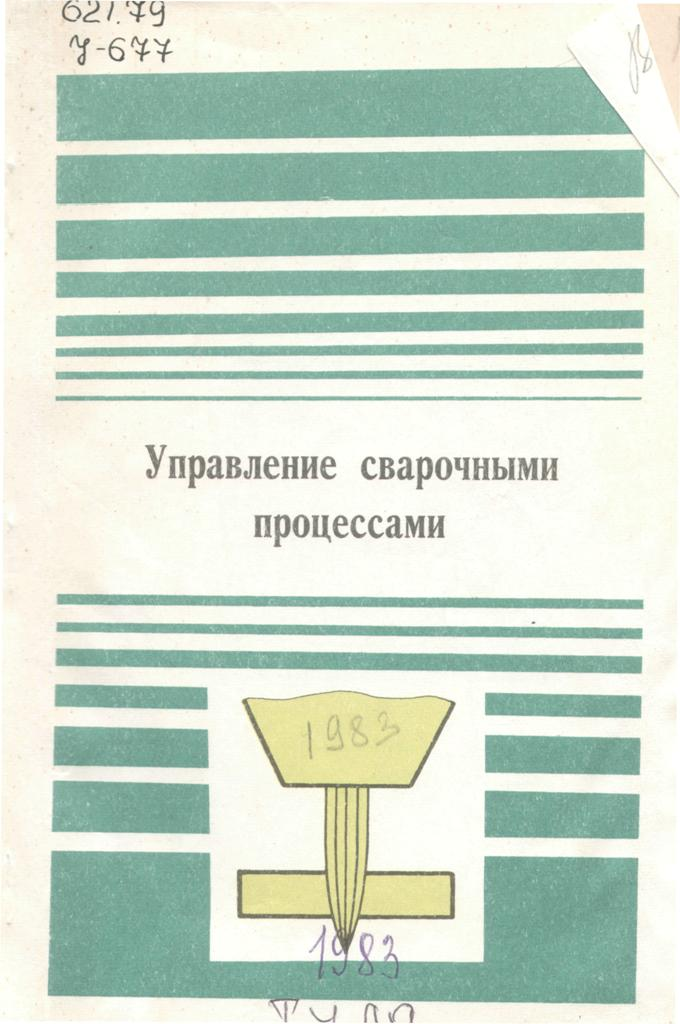 621.79
У-677
Управление сварочными
процессами
1983
1983